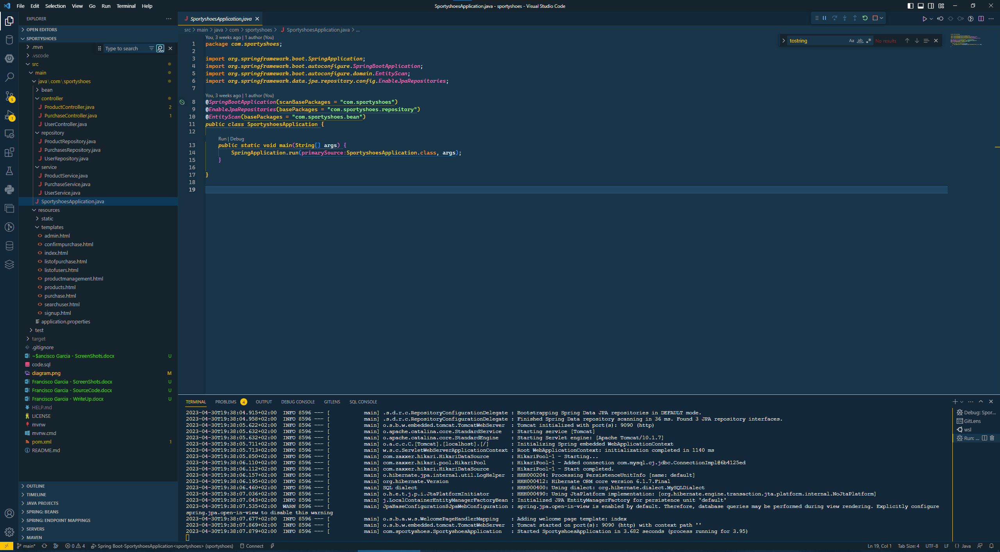 File Edit Selection View Go Run Terminal Help
SportyshoesApplication.java - sportyshoes - Visual Studio Code
EXPLORER
OPEN EDITORS
SPORTYSHOES
.mvn
Type to search
.vscode
src
main
java\com\sportyshoes
bean
controller
ProductController.java 2
PurchaseController.java 1
UserController.java
repository
ProductRepository.java
PurchasesRepository.java
UserRepository.java
service
ProductService.java
PurchaseService.java
UserService.java
SportyshoesApplication.java
resources
static
templates
admin.html
confirmpurchase.html
index.html
listofpurchase.html
listofusers.html
productmanagement.html
products.html
purchase.html
searchuser.html
signup.html
application.properties
test
target
.gitignore
~$ancisco Garcia - ScreenShots.docx U
code.sql
diagram.png M
Francisco Garcia - ScreenShots.docx U
Francisco Garcia - SourceCode.docx U
Francisco Garcia - WriteUp.docx U
HELP.md
LICENSE
mvnw
mvnw.cmd
pom.xml 1
README.md
OUTLINE
TIMELINE
JAVA PROJECTS
SPRING: BEANS
SPRING: ENDPOINT MAPPINGS
SERVERS
MAVEN
5
1
SportyshoesApplication.java
src > main > java > com > sportyshoes > SportyshoesApplication.java > ...
tostring Aa ab .* No results
You, 3 weeks ago | 1 author (You)
1 package com.sportyshoes;
2
3 import org.springframework.boot.SpringApplication;
4 import org.springframework.boot.autoconfigure.SpringBootApplication;
5 import org.springframework.boot.autoconfigure.domain.EntityScan;
6 import org.springframework.data.jpa.repository.config.EnableJpaRepositories;
7
You, 3 weeks ago | 1 author (You)
8 @SpringBootApplication(scanBasePackages = "com.sportyshoes")
9 @EnableJpaRepositories(basePackages = "com.sportyshoes.repository")
10 @EntityScan(basePackages = "com.sportyshoes.bean")
11 public class SportyshoesApplication {
12
Run | Debug
13 public static void main(String[] args) {
14 SpringApplication.run(primarySource:SportyshoesApplication.class, args);
15 }
16
17 }
18
19
TERMINAL PROBLEMS 4 OUTPUT DEBUG CONSOLE GITLENS SQL CONSOLE
2023-04-30T19:38:04.915+02:00 INFO 8596 --- [ main] .s.d.r.c.RepositoryConfigurationDelegate : Bootstrapping Spring Data JPA repositories in DEFAULT mode.
2023-04-30T19:38:04.958+02:00 INFO 8596 --- [ main] .s.d.r.c.RepositoryConfigurationDelegate : Finished Spring Data repository scanning in 36 ms. Found 3 JPA repository interfaces.
2023-04-30T19:38:05.622+02:00 INFO 8596 --- [ main] o.s.b.w.embedded.tomcat.TomcatWebServer : Tomcat initialized with port(s): 9090 (http)
2023-04-30T19:38:05.632+02:00 INFO 8596 --- [ main] o.apache.catalina.core.StandardService : Starting service [Tomcat]
2023-04-30T19:38:05.632+02:00 INFO 8596 --- [ main] o.apache.catalina.core.StandardEngine : Starting Servlet engine: [Apache Tomcat/10.1.7]
2023-04-30T19:38:05.711+02:00 INFO 8596 --- [ main] o.a.c.c.C.[Tomcat].[localhost].[/] : Initializing Spring embedded WebApplicationContext
2023-04-30T19:38:05.713+02:00 INFO 8596 --- [ main] w.s.c.ServletWebServerApplicationContext : Root WebApplicationContext: initialization completed in 1140 ms
2023-04-30T19:38:05.850+02:00 INFO 8596 --- [ main] com.zaxxer.hikari.HikariDataSource : HikariPool-1 - Starting...
2023-04-30T19:38:06.110+02:00 INFO 8596 --- [ main] com.zaxxer.hikari.pool.HikariPool : HikariPool-1 - Added connection com.mysql.cj.jdbc.ConnectionImpl@6b4125ed
2023-04-30T19:38:06.112+02:00 INFO 8596 --- [ main] com.zaxxer.hikari.HikariDataSource : HikariPool-1 - Start completed.
2023-04-30T19:38:06.157+02:00 INFO 8596 --- [ main] o.hibernate.jpa.internal.util.LogHelper : HHH000204: Processing PersistenceUnitInfo [name: default]
2023-04-30T19:38:06.195+02:00 INFO 8596 --- [ main] org.hibernate.Version : HHH000412: Hibernate ORM core version 6.1.7.Final
2023-04-30T19:38:06.460+02:00 INFO 8596 --- [ main] SQL dialect : HHH000400: Using dialect: org.hibernate.dialect.MySQLDialect
2023-04-30T19:38:07.036+02:00 INFO 8596 --- [ main] o.h.e.t.j.p.i.JtaPlatformInitiator : HHH000490: Using JtaPlatform implementation: [org.hibernate.engine.transaction.jta.platform.internal.NoJtaPlatform]
2023-04-30T19:38:07.043+02:00 INFO 8596 --- [ main] j.LocalContainerEntityManagerFactoryBean : Initialized JPA EntityManagerFactory for persistence unit 'default'
2023-04-30T19:38:07.535+02:00 WARN 8596 --- [ main] JpaBaseConfiguration$JpaWebConfiguration : spring.jpa.open-in-view is enabled by default. Therefore, database queries may be performed during view rendering. Explicitly configure
spring.jpa.open-in-view to disable this warning
2023-04-30T19:38:07.677+02:00 INFO 8596 --- [ main] o.s.b.a.w.s.WelcomePageHandlerMapping : Adding welcome page template: index
2023-04-30T19:38:07.869+02:00 INFO 8596 --- [ main] o.s.b.w.embedded.tomcat.TomcatWebServer : Tomcat started on port(s): 9090 (http) with context path ''
2023-04-30T19:38:07.879+02:00 INFO 8596 --- [ main] com.sportyshoes.SportyshoesApplication : Started SportyshoesApplication in 3.682 seconds (process running for 3.95)
Debug: Spor...
GitLens
wsl
Run: ...
main* 0 4 Spring Boot-SportyshoesApplication<sportyshoes> (sportyshoes) Connect
Ln 19, Col 1 Tab Size: 4 UTF-8 LF {} Java